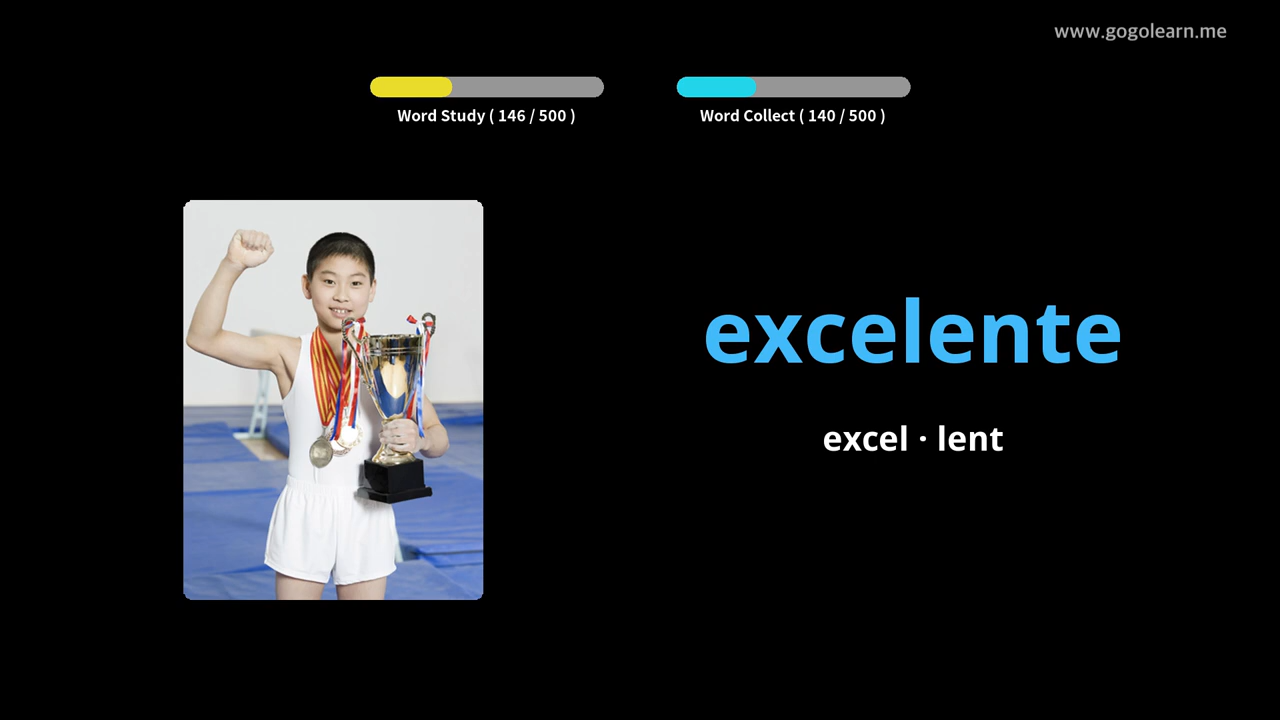 www.gogolearn.me
Word Study ( 146 / 500 )
Word Collect ( 140 / 500 )
excelente
excel · lent